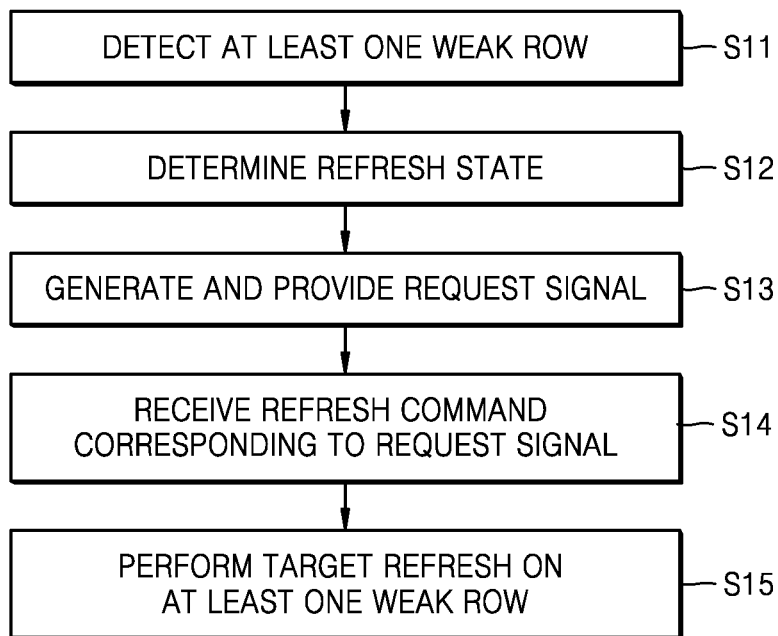 DETECT AT LEAST ONE WEAK ROW
S11
DETERMINE REFRESH STATE
S12
GENERATE AND PROVIDE REQUEST SIGNAL
S13
RECEIVE REFRESH COMMAND
CORRESPONDING TO REQUEST SIGNAL
S14
PERFORM TARGET REFRESH ON
AT LEAST ONE WEAK ROW
S15